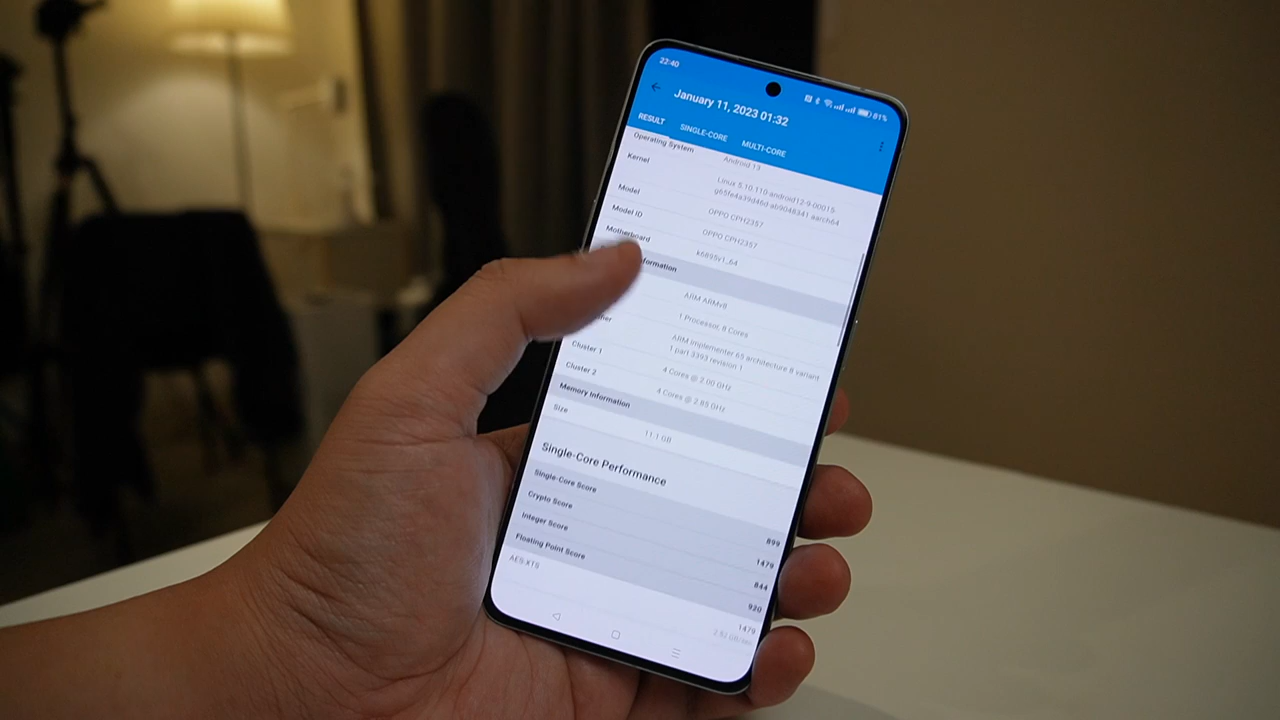 22:40
81%
January 11, 2023 01:32
RESULT SINGLE-CORE MULTI-CORE
Operating System Android 13
Kernel Linux 5.10.110-android12-9-00015-
g65fe4a39d46d-ab9048341 aarch64
Model OPPO CPH2357
Model ID OPPO CPH2357
Motherboard k6895v1_64
formation
ARM ARMv8
1 Processor, 8 Cores
fier ARM implementer 65 architecture 8 variant
1 part 3393 revision 1
Cluster 1 4 Cores @ 2.00 GHz
Cluster 2 4 Cores @ 2.85 GHz
Memory Information
Size 11.1 GB
Single-Core Performance
Single-Core Score 899
Crypto Score 1479
Integer Score 844
Floating Point Score 920
AES-XTS 1479
2.52 GB/sec